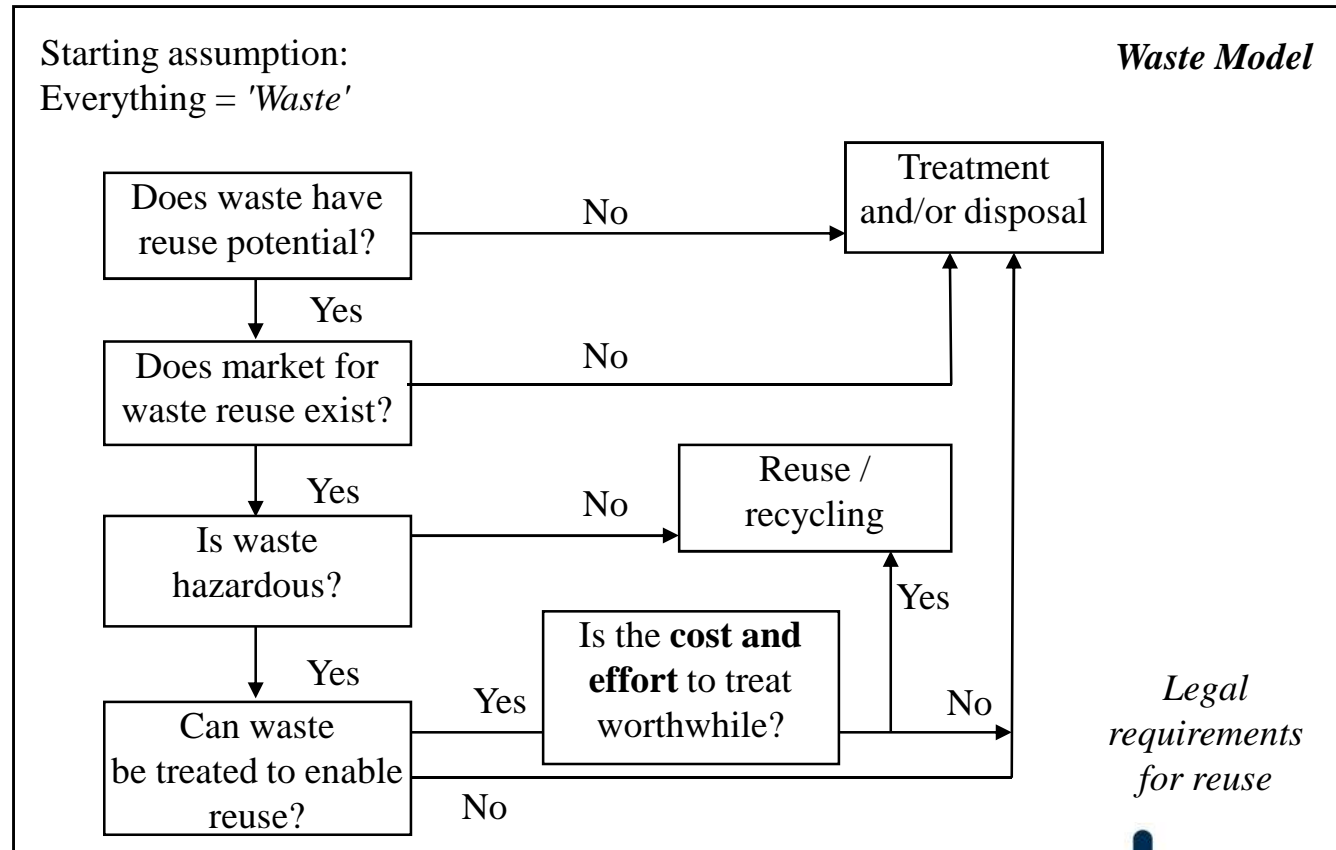 Starting assumption:
Everything = 'Waste'
Waste Model
Does waste have
reuse potential?
No
Treatment
and/or disposal
Yes
Does market for
waste reuse exist?
No
Yes
Is waste
hazardous?
No
Reuse /
recycling
Yes
Can waste
be treated to enable
reuse?
Yes
Is the cost and
effort to treat
worthwhile?
Yes
No
No
Legal
requirements
for reuse